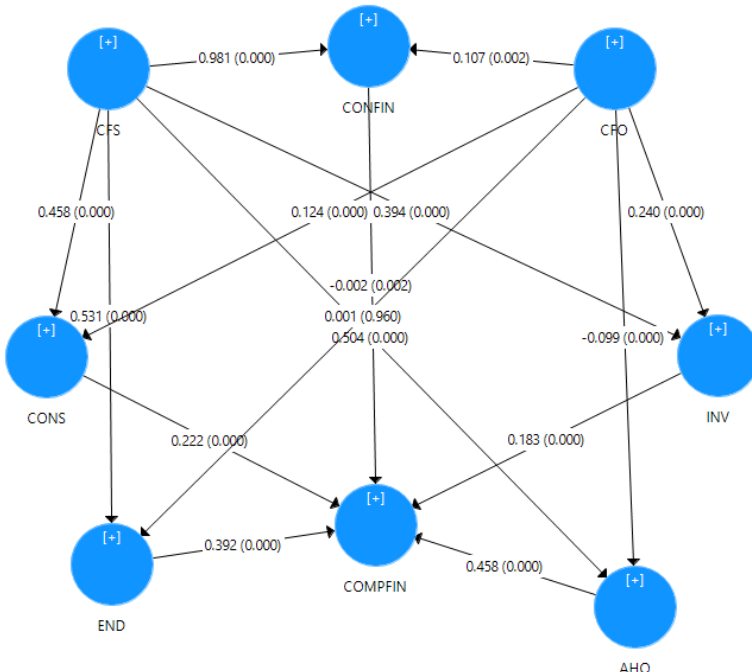 [+]
[+]
[+]
0.981 (0.000)
0.107 (0.002)
CONFIN
CFS
CFO
0.458 (0.000)
0.124 (0.000)
0.394 (0.000)
0.240 (0.000)
-0.002 (0.002)
0.531 (0.000)
0.001 (0.960)
0.504 (0.000)
-0.099 (0.000)
[+]
[+]
CONS
INV
0.222 (0.000)
0.183 (0.000)
[+]
[+]
0.392 (0.000)
COMPFIN
0.458 (0.000)
[+]
END
AHO